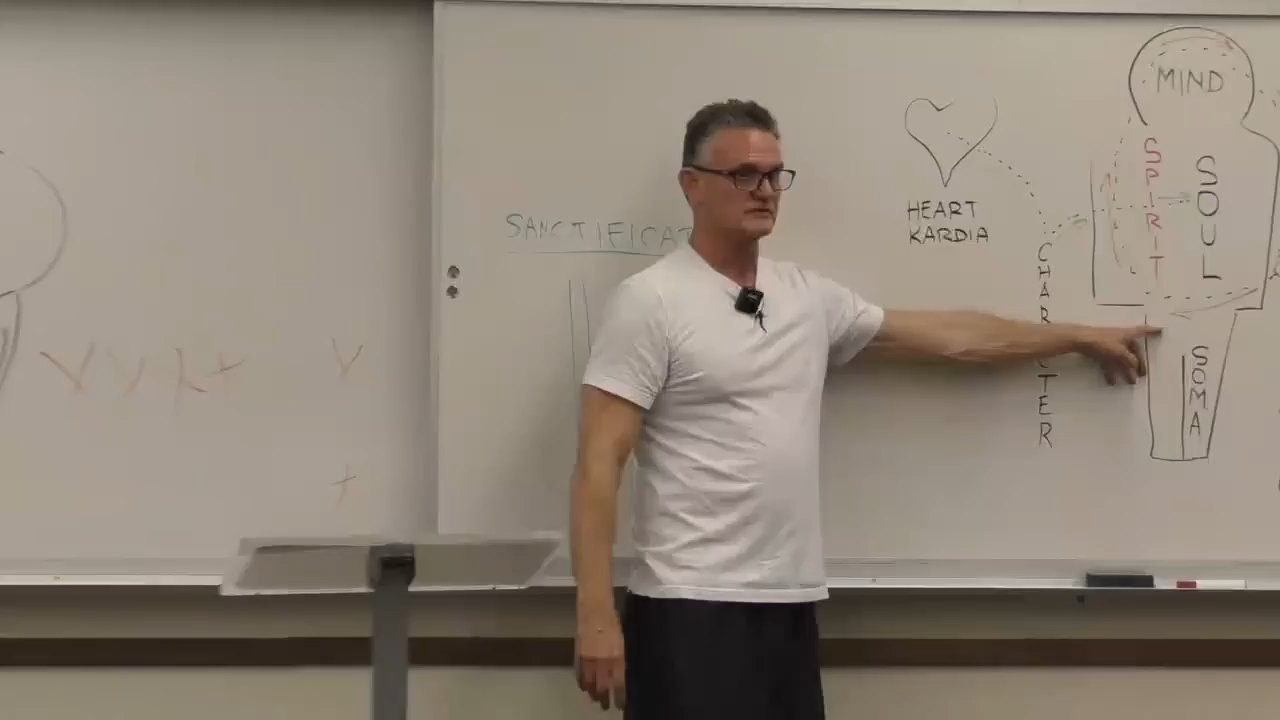 MIND
SPIRIT
SOUL
HEART
KARDIA
SANCTIFICAT
CHARACTER
SOMA